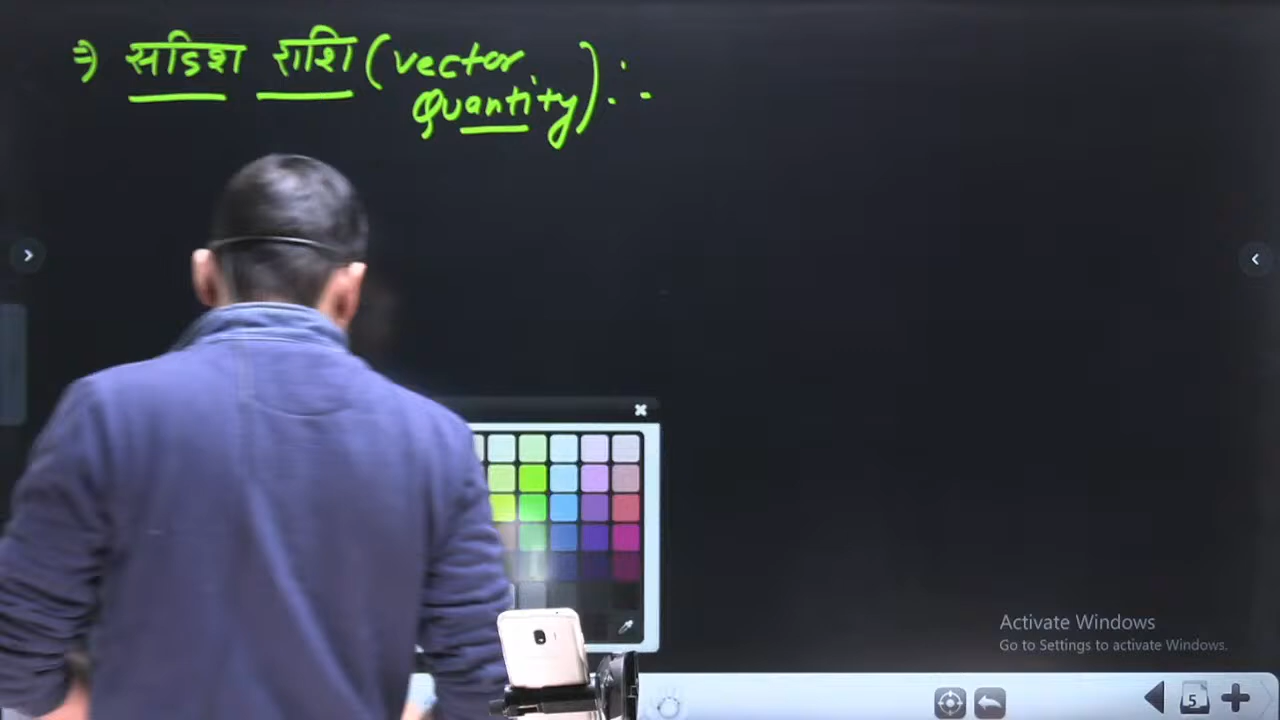 ⇒ सदिश राशि (vector
Quantity) :-
Activate Windows
Go to Settings to activate Windows.
5